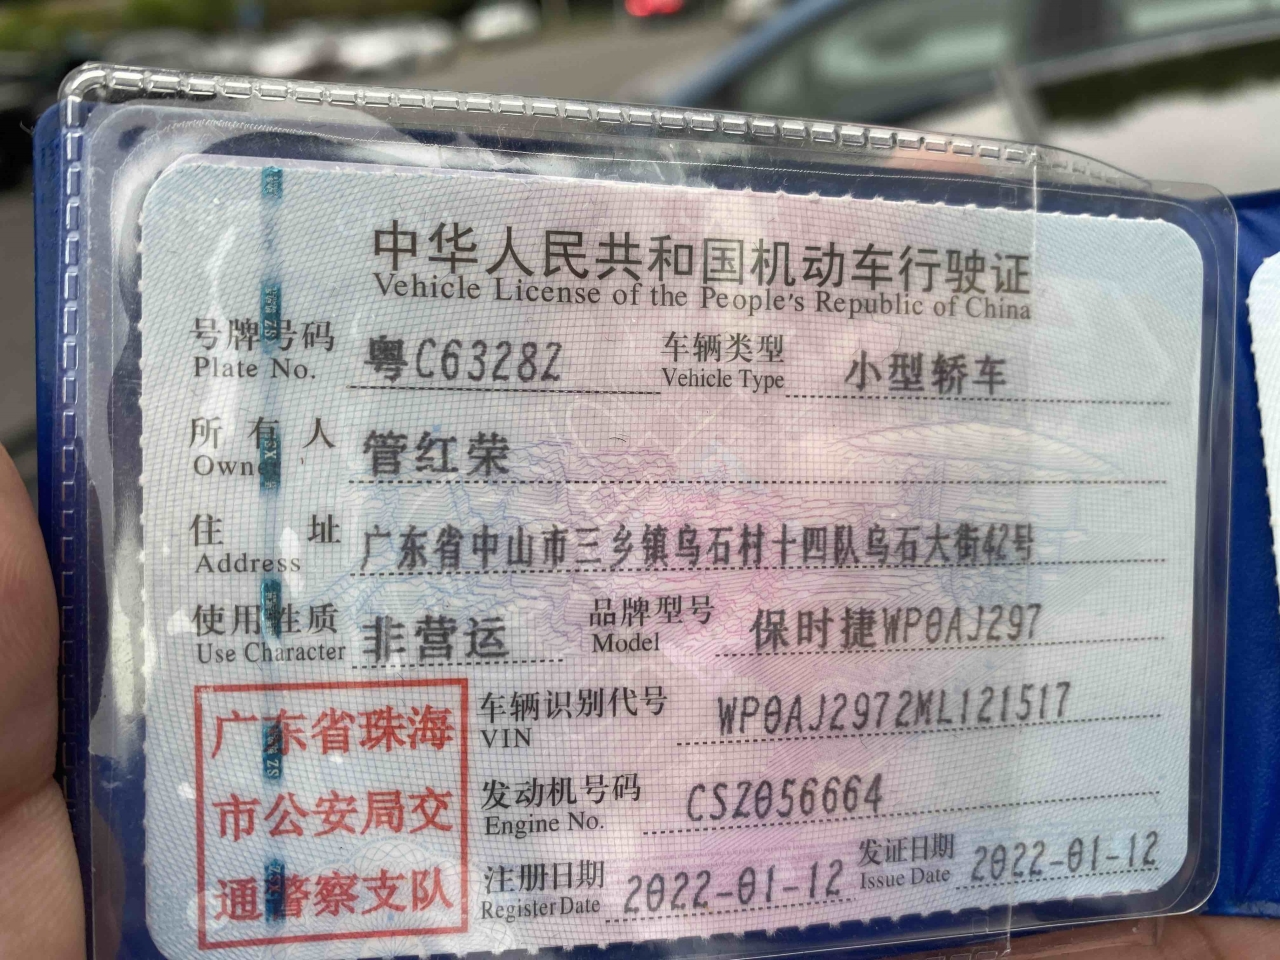 中华人民共和国机动车行驶证
Vehicle License of the People's Republic of China
号牌号码 粤C6328Z 车辆类型 小型轿车
Plate No. Vehicle Type
所有人 管红荣
Owner
住址 广东省中山市三乡镇乌石村十四队乌石大街42号
Address
使用性质 非营运 品牌型号 保时捷WP0AJ297
Use Character Model
车辆识别代号 WP0AJ2972ML121517
VIN
发动机号码 CSZ056664
Engine No.
注册日期 2022-01-12 发证日期 2022-01-12
Register Date Issue Date
广东省珠海
市公安局交
通警察支队